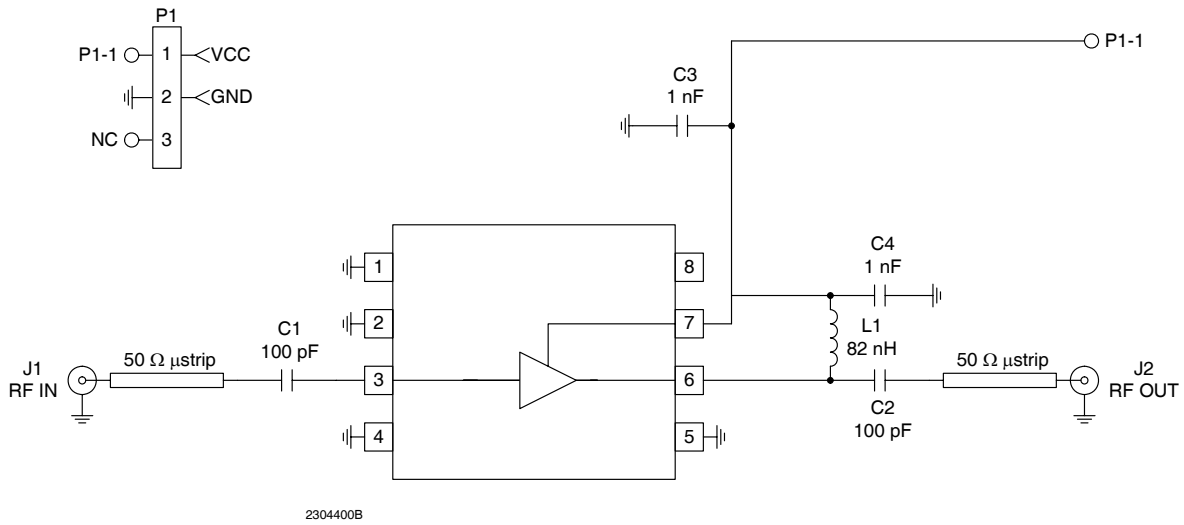 P1
P1-1 1 VCC
2 GND
NC 3
P1-1
C3
1 nF
1 8
C4
1 nF
2 7
L1
82 nH
C1
100 pF
J1
RF IN
50 Ω µstrip
3 6
50 Ω µstrip
J2
RF OUT
C2
100 pF
4 5
2304400B